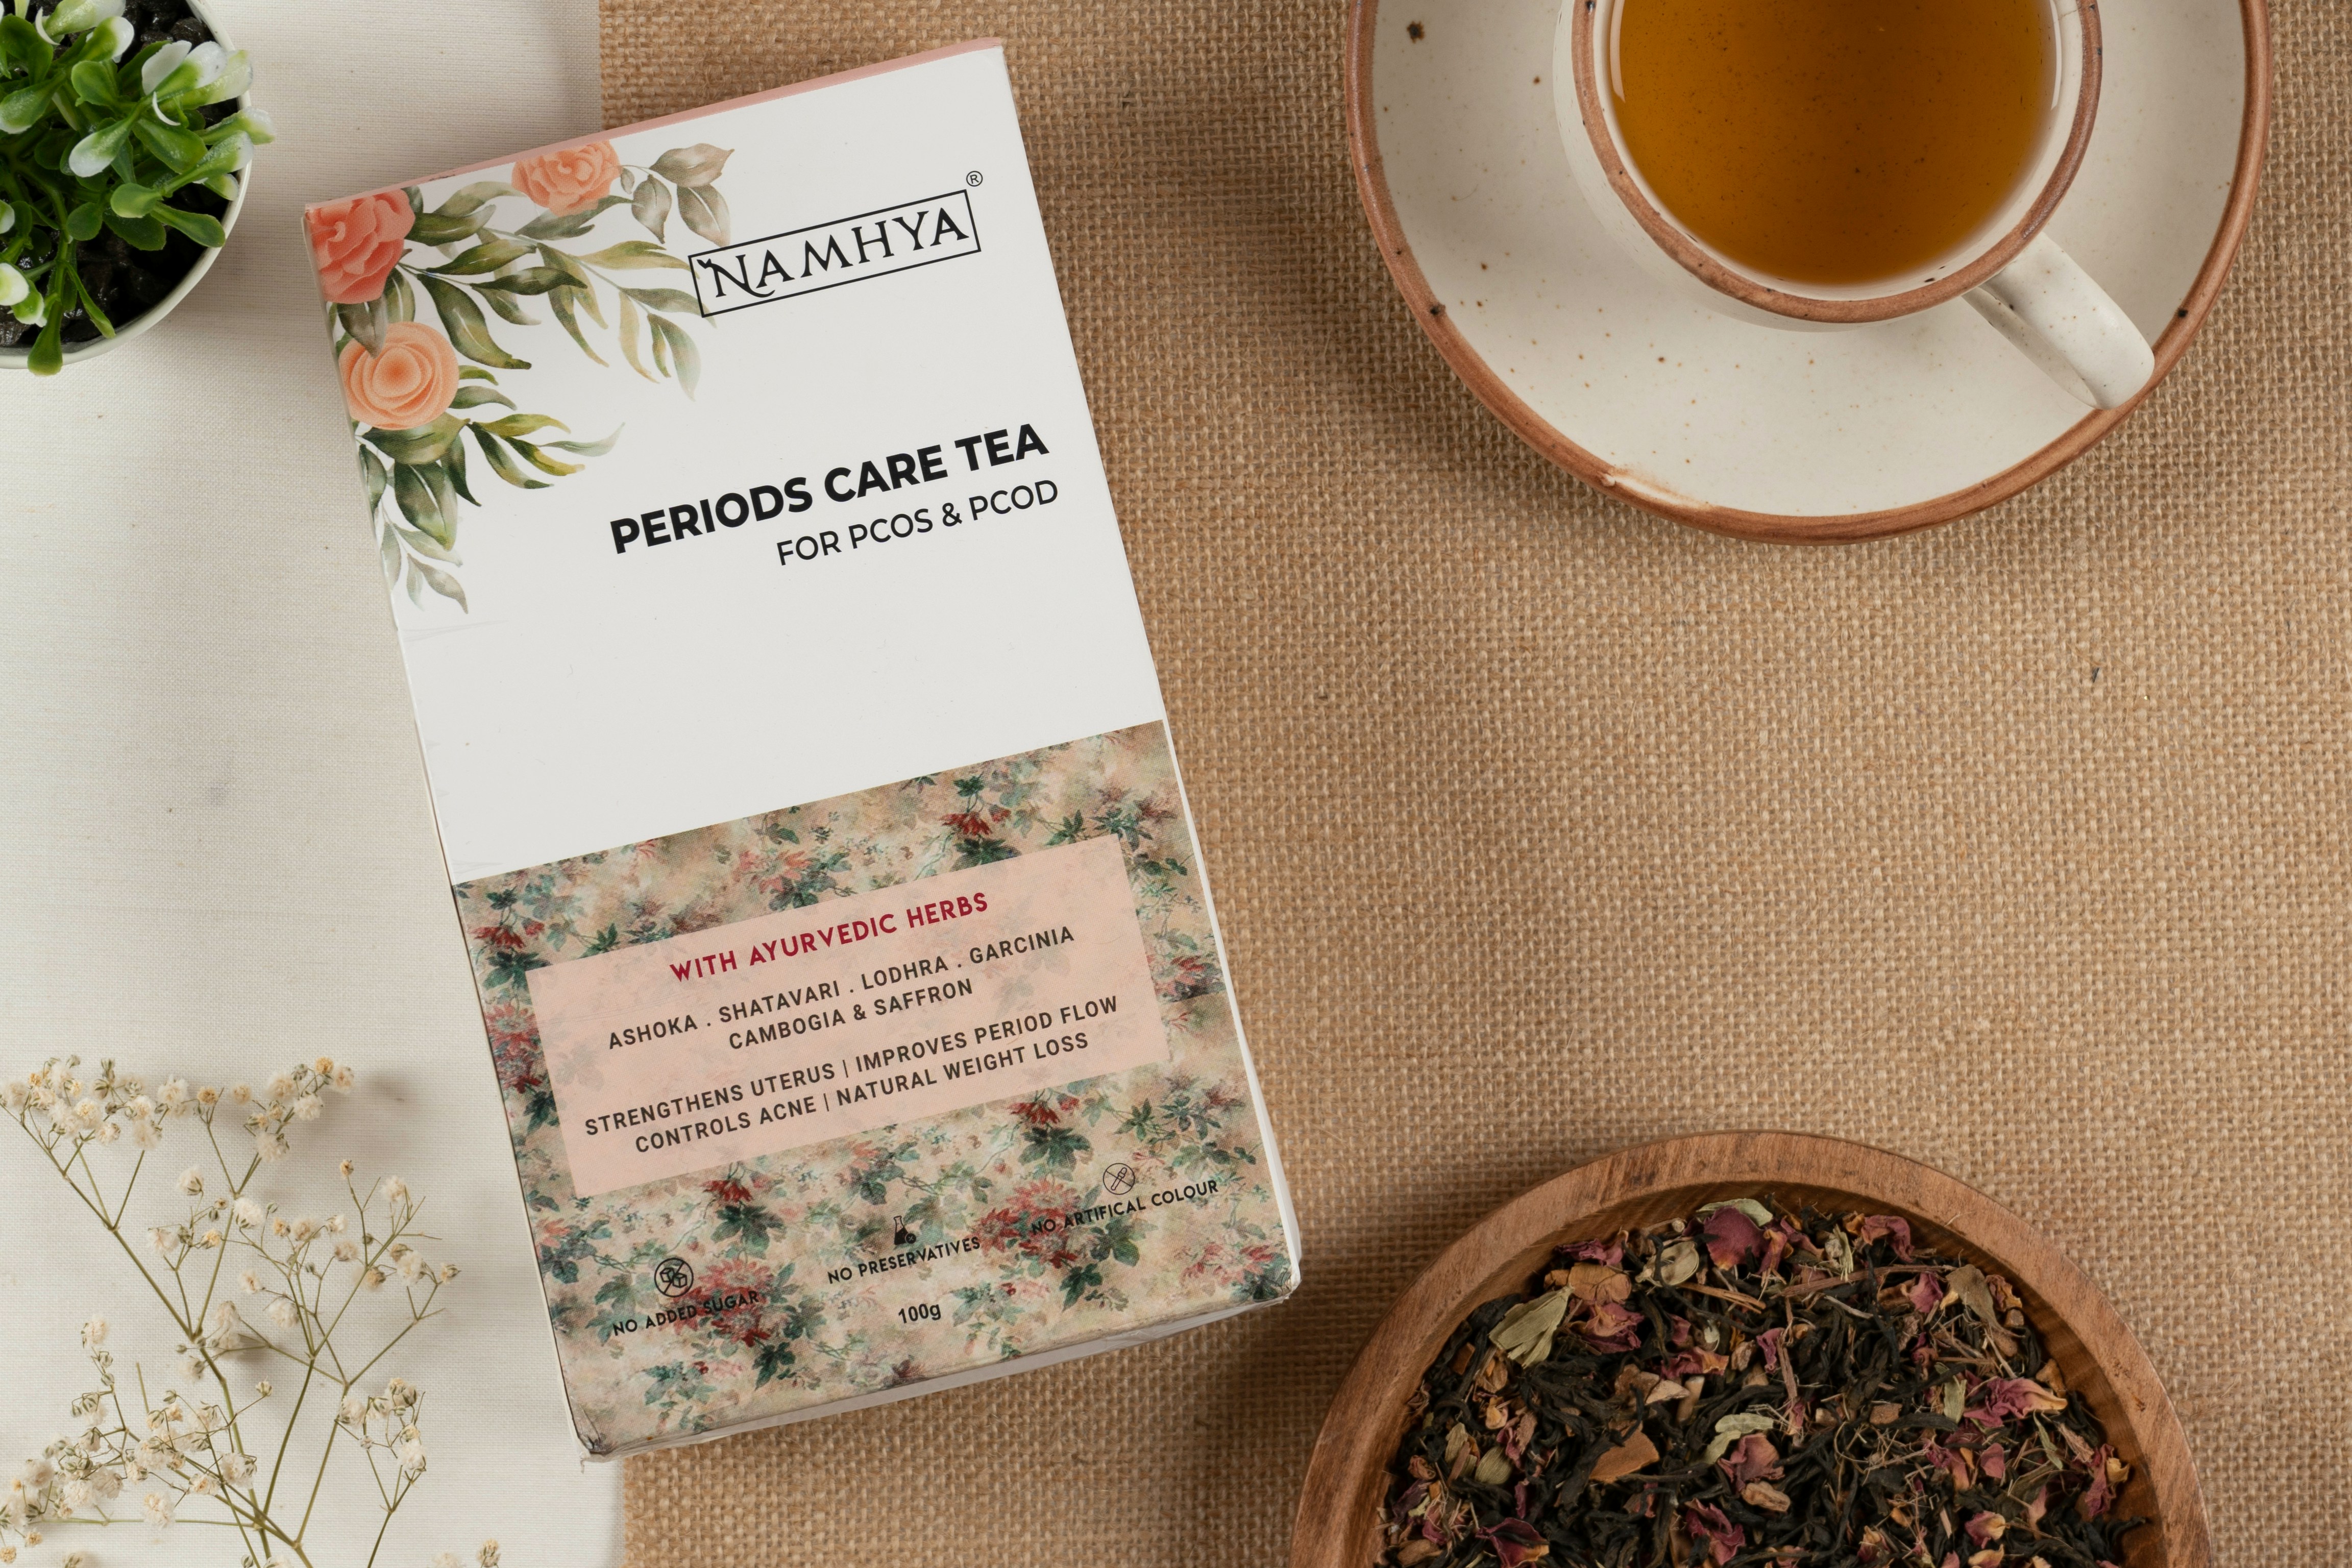 NAMHYA ®
PERIODS CARE TEA
FOR PCOS & PCOD
WITH AYURVEDIC HERBS
ASHOKA . SHATAVARI . LODHRA . GARCINIA
CAMBOGIA & SAFFRON
STRENGTHENS UTERUS | IMPROVES PERIOD FLOW
CONTROLS ACNE | NATURAL WEIGHT LOSS
NO ADDED SUGAR
NO PRESERVATIVES
NO ARTIFICAL COLOUR
100g